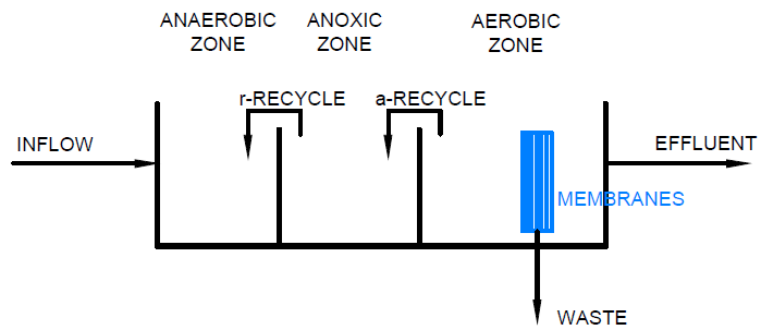 ANAEROBIC
ZONE
ANOXIC
ZONE
AEROBIC
ZONE
r-RECYCLE
a-RECYCLE
INFLOW
EFFLUENT
MEMBRANES
WASTE